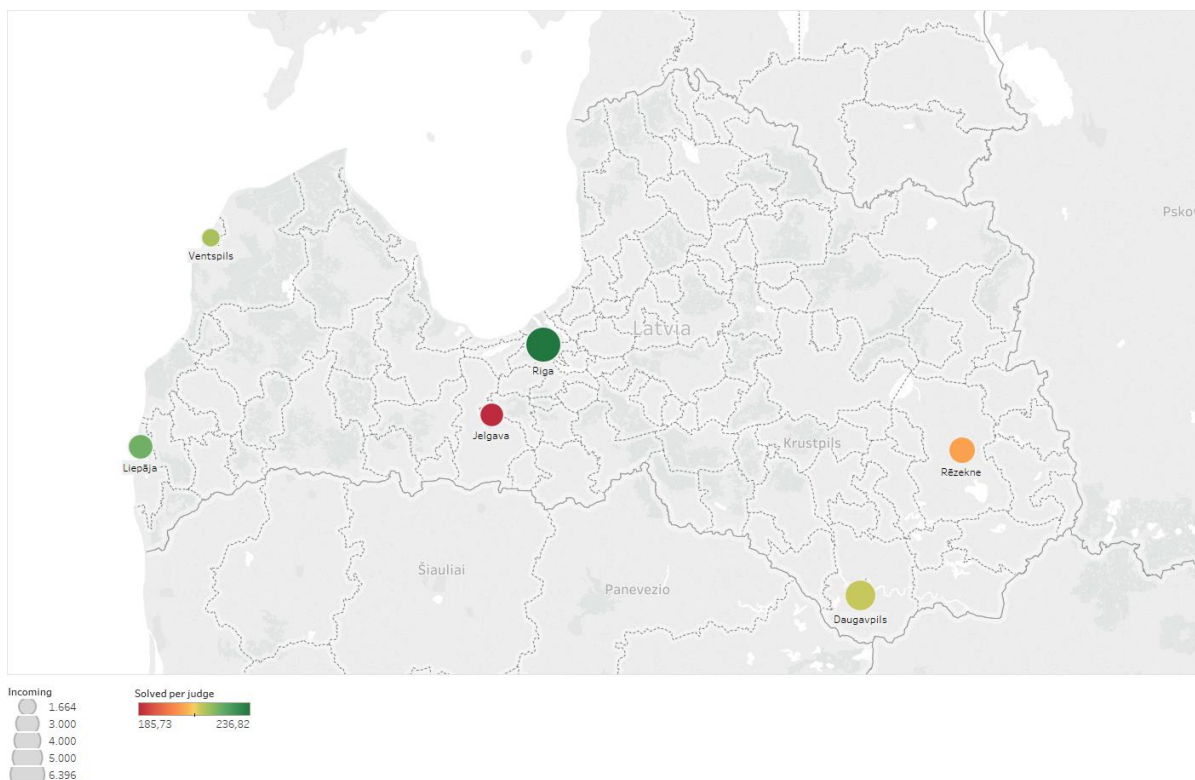 Pskov
Ventspils
Latvia
Riga
Jelgava
Krustpils
Liepāja
Rēzekne
Šiauliai
Panevezio
Daugavpils
Incoming
1.664
3.000
4.000
5.000
6.396
Solved per judge
185,73 236,82